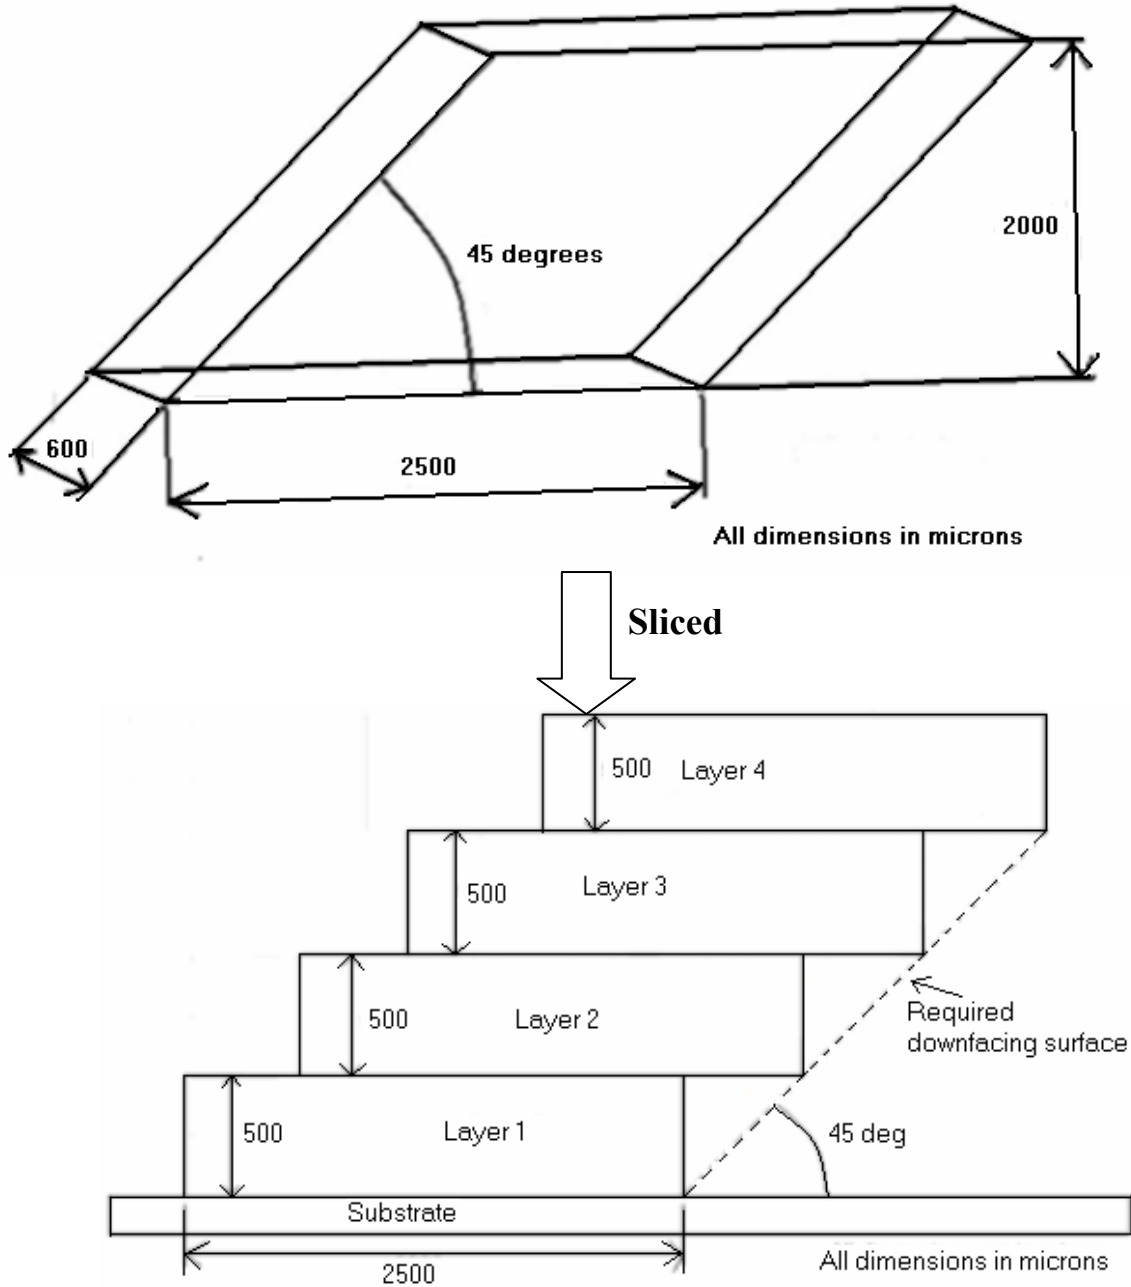 2000
45 degrees
600
2500
All dimensions in microns
Sliced
500
Layer 4
500
Layer 3
500
Layer 2
Required
downfacing surface
500
Layer 1
45 deg
Substrate
2500
All dimensions in microns